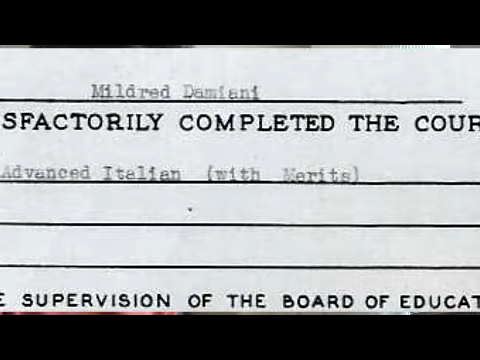 Mildred Damiani
SFACTORILY COMPLETED THE COUR
Advanced Italian (with Merits)
E SUPERVISION OF THE BOARD OF EDUCAT